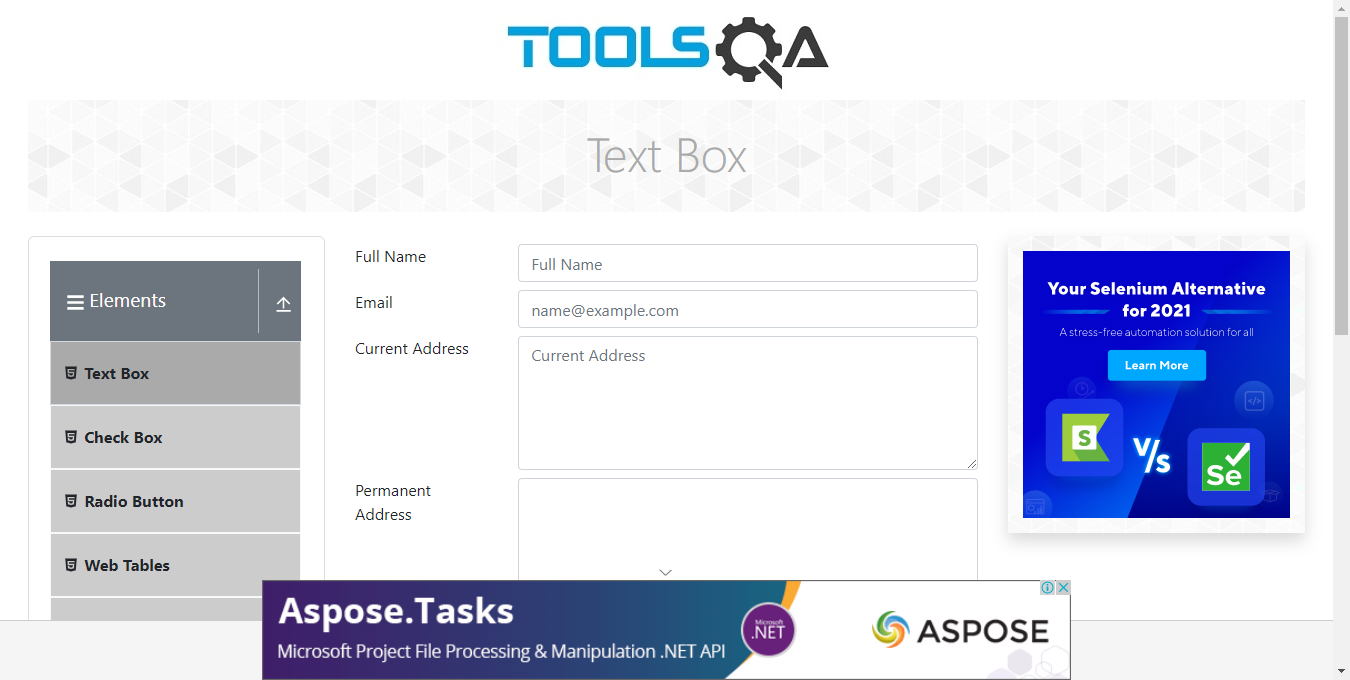 TOOLSQA
Text Box
Elements
Text Box
Check Box
Radio Button
Web Tables
Full Name
Full Name
Email
name@example.com
Current Address
Current Address
Permanent
Address
Your Selenium Alternative
for 2021
A stress-free automation solution for all
Learn More
S
V/s
Se
Aspose.Tasks
Microsoft Project File Processing & Manipulation .NET API
Microsoft
.NET
ASPOSE